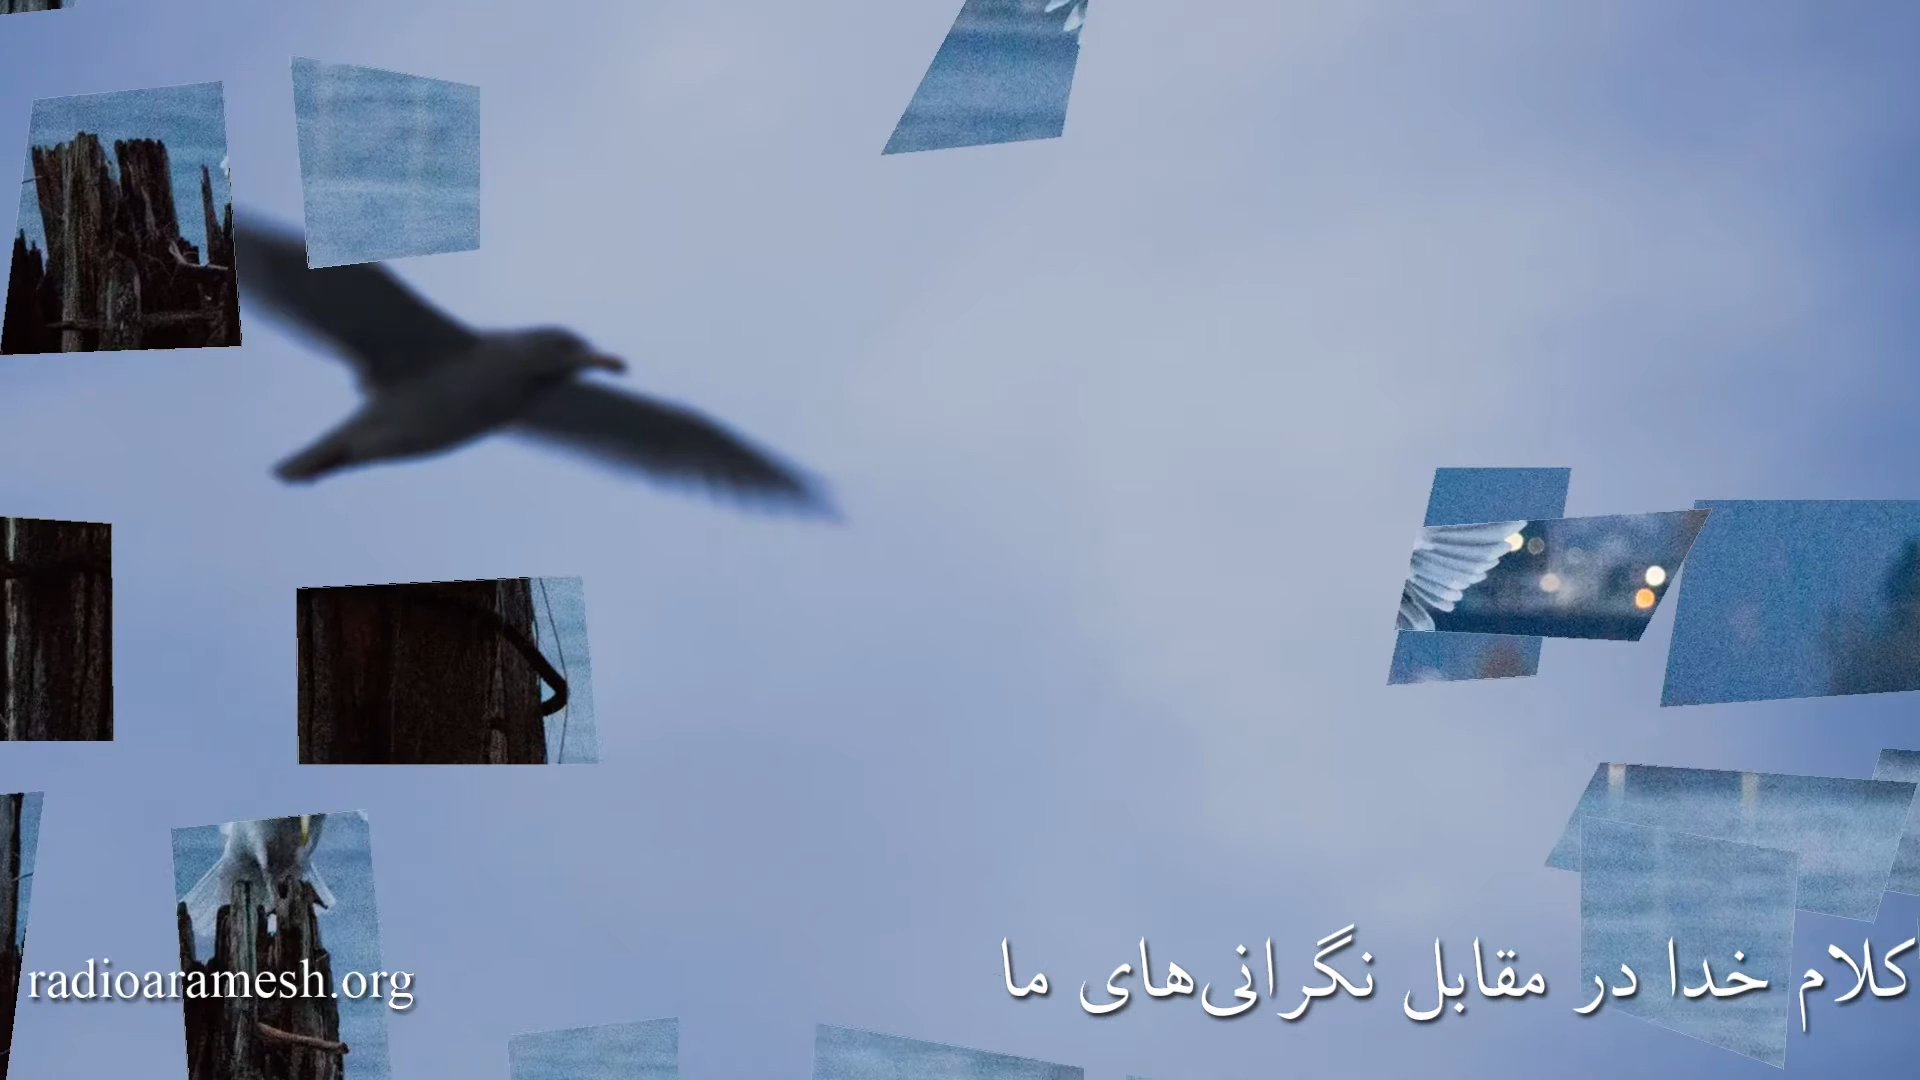 کلام خدا در مقابل نگرانی‌های ما
radioaramesh.org